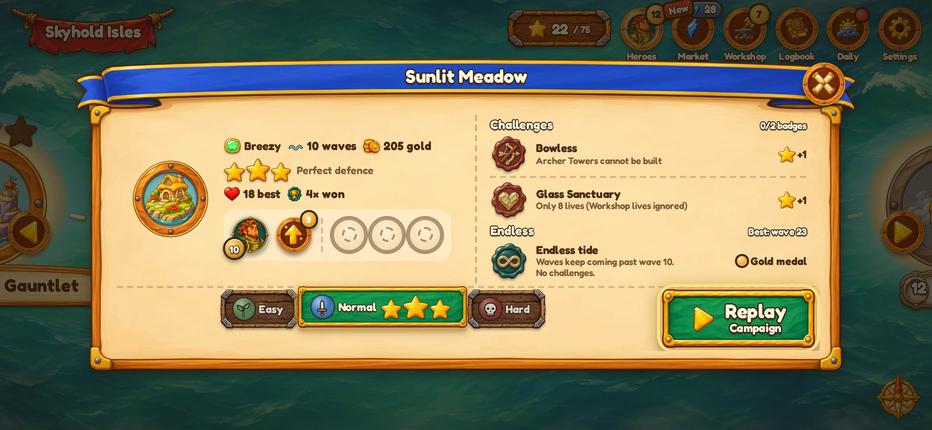 Skyhold Isles
22 / 75
12
New
28
7
Heroes
Market
Workshop
Logbook
Daily
Settings
Sunlit Meadow
Breezy
10 waves
205 gold
Perfect defence
18 best
4x won
10
Challenges
0/2 badges
Bowless
Archer Towers cannot be built
+1
Glass Sanctuary
Only 8 lives (Workshop lives ignored)
+1
Endless
Best: wave 23
Endless tide
Waves keep coming past wave 10.
No challenges.
Gold medal
Gauntlet
12
Easy
Normal
Hard
Replay
Campaign